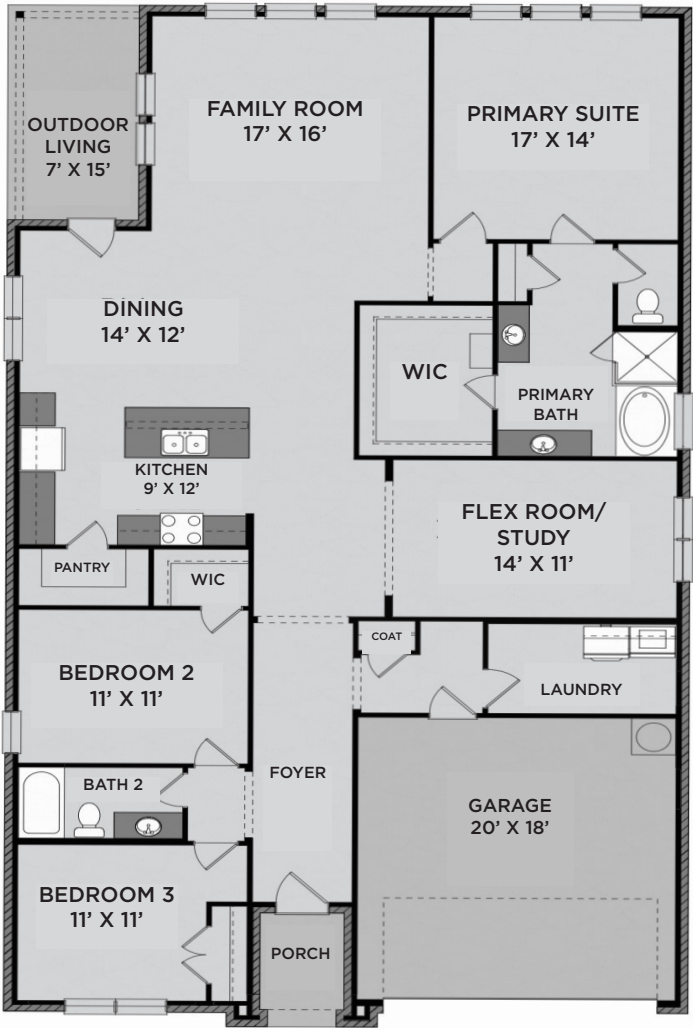 OUTDOOR
LIVING
7’ X 15’
FAMILY ROOM
17’ X 16’
PRIMARY SUITE
17’ X 14’
DINING
14’ X 12’
WIC
PRIMARY
BATH
KITCHEN
9’ X 12’
FLEX ROOM/
STUDY
14’ X 11’
PANTRY
WIC
COAT
BEDROOM 2
11’ X 11’
LAUNDRY
FOYER
BATH 2
GARAGE
20’ X 18’
BEDROOM 3
11’ X 11’
PORCH